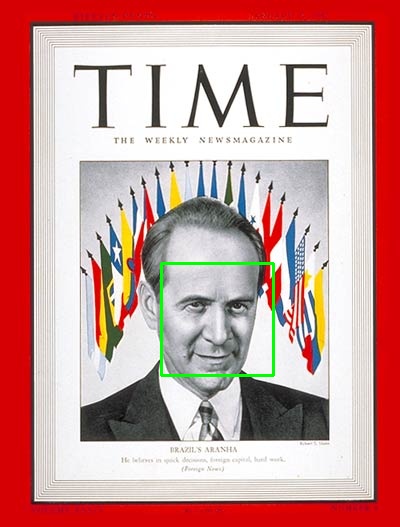 TIME
THE WEEKLY NEWSMAGAZINE
BRAZIL'S ARANHA
He believes in quick decisions, foreign capital, hard work.
(Foreign News)